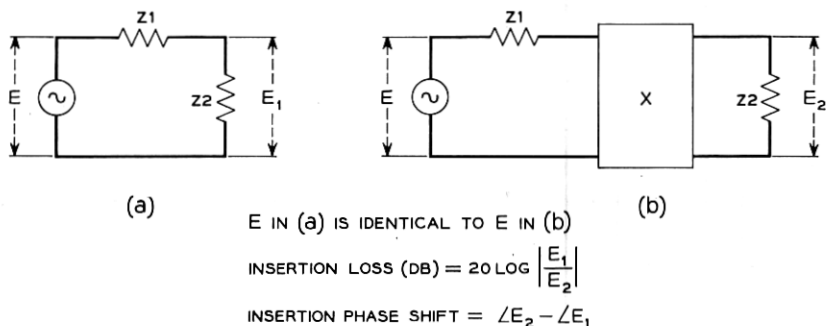 Z1
E
Z2
E1
(a)
Z1
E
X
Z2
E2
(b)
E IN (a) IS IDENTICAL TO E IN (b)
INSERTION LOSS (DB) = 20 LOG |E1/E2|
INSERTION PHASE SHIFT = ∠E2 − ∠E1